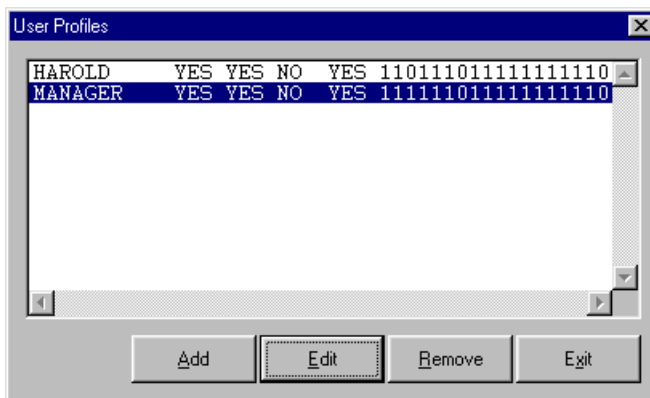 User Profiles
HAROLD YES YES NO YES 110111011111111110
MANAGER YES YES NO YES 111111011111111110
Add Edit Remove Exit